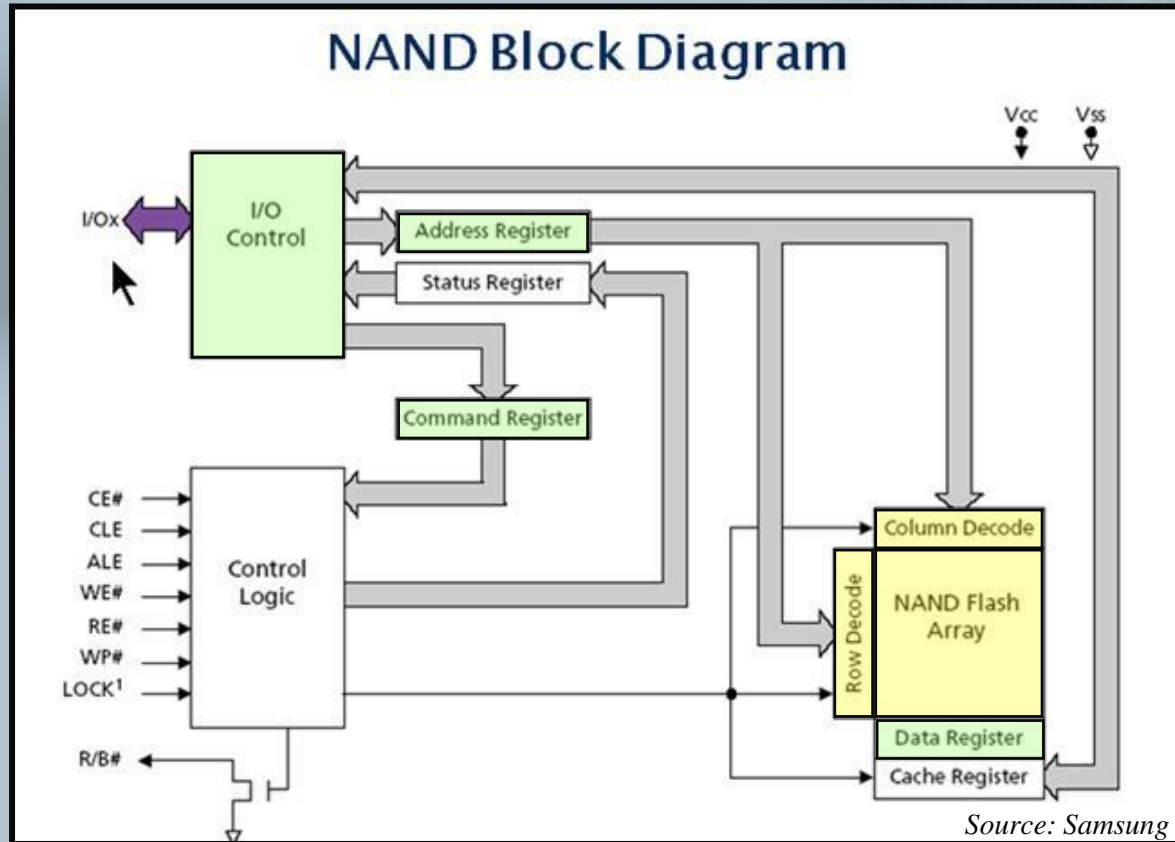 NAND Block Diagram
Vcc
Vss
I/Ox
I/O
Control
Address Register
Status Register
Command Register
CE#
CLE
ALE
WE#
RE#
WP#
LOCK¹
R/B#
Control
Logic
Column Decode
Row Decode
NAND Flash
Array
Data Register
Cache Register
Source: Samsung